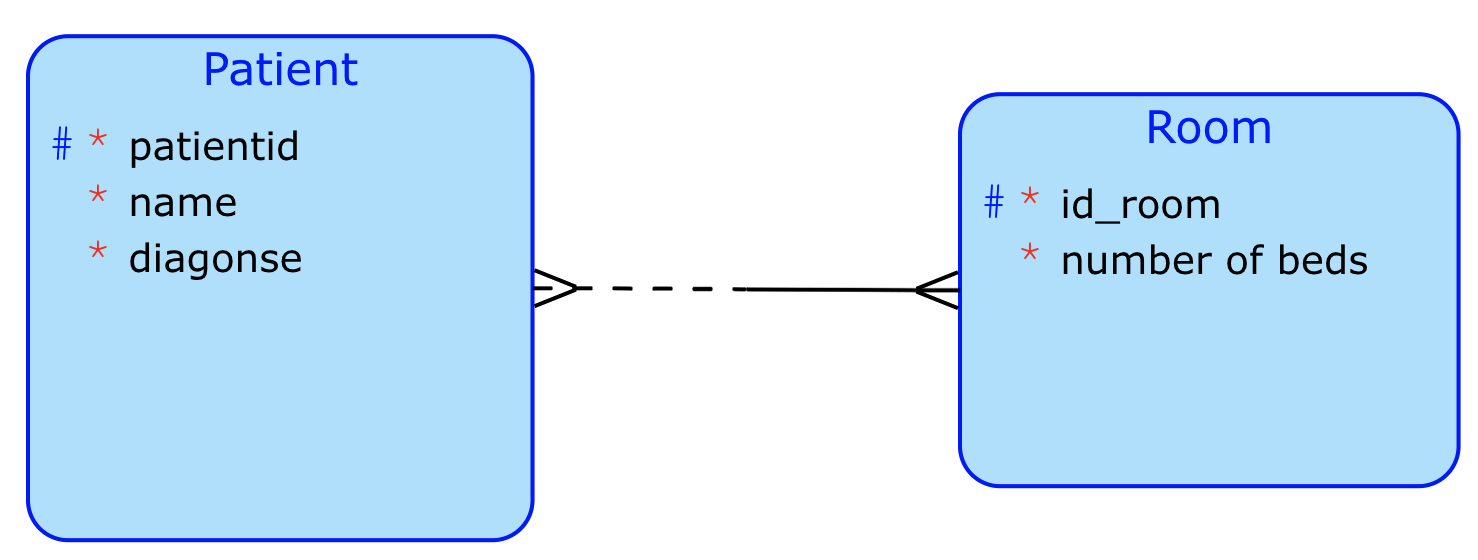 Patient
# * patientid
* name
* diagonse
Room
# * id_room
* number of beds